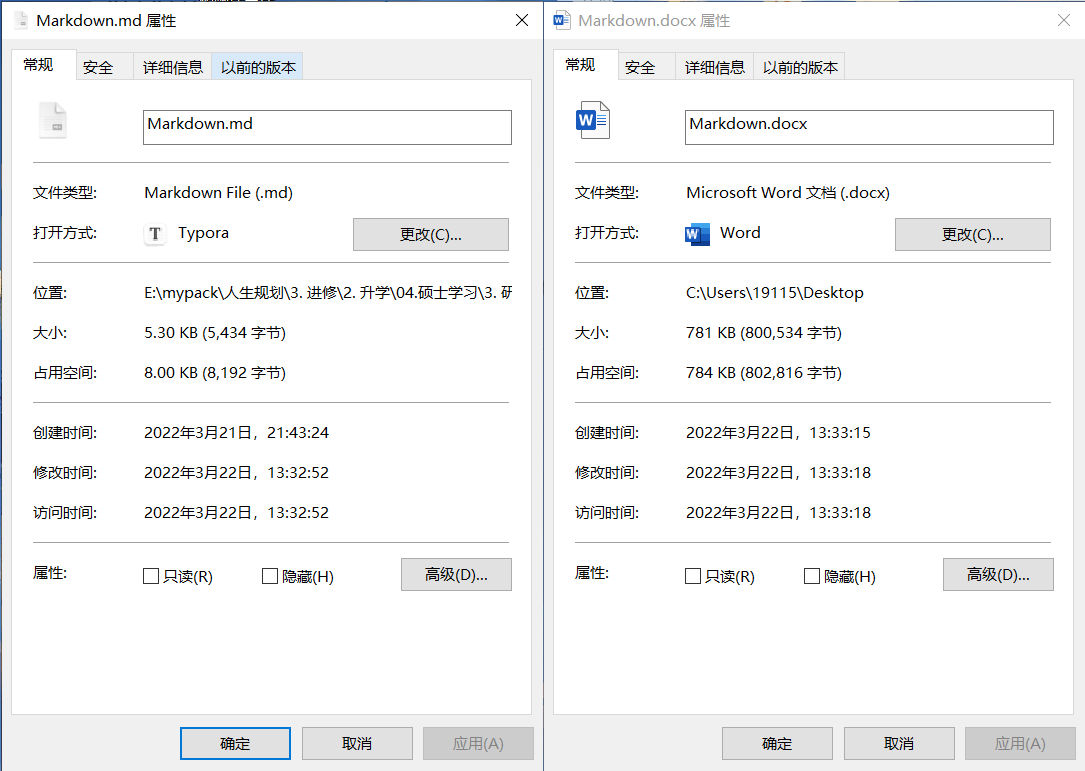 Markdown.md 属性
常规
安全
详细信息
以前的版本
Markdown.md
文件类型:
Markdown File (.md)
打开方式:
T
Typora
更改(C)...
位置:
E:\mypack\人生规划\3. 进修\2. 升学\04.硕士学习\3. 研
大小:
5.30 KB (5,434 字节)
占用空间:
8.00 KB (8,192 字节)
创建时间:
2022年3月21日，21:43:24
修改时间:
2022年3月22日，13:32:52
访问时间:
2022年3月22日，13:32:52
属性:
只读(R)
隐藏(H)
高级(D)...
确定
取消
应用(A)
Markdown.docx 属性
常规
安全
详细信息
以前的版本
W
Markdown.docx
文件类型:
Microsoft Word 文档 (.docx)
打开方式:
W
Word
更改(C)...
位置:
C:\Users\19115\Desktop
大小:
781 KB (800,534 字节)
占用空间:
784 KB (802,816 字节)
创建时间:
2022年3月22日，13:33:15
修改时间:
2022年3月22日，13:33:18
访问时间:
2022年3月22日，13:33:18
属性:
只读(R)
隐藏(H)
高级(D)...
确定
取消
应用(A)